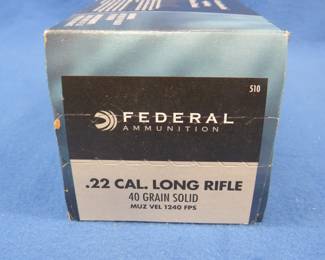 510
FEDERAL
AMMUNITION
.22 CAL. LONG RIFLE
40 GRAIN SOLID
MUZ VEL 1240 FPS